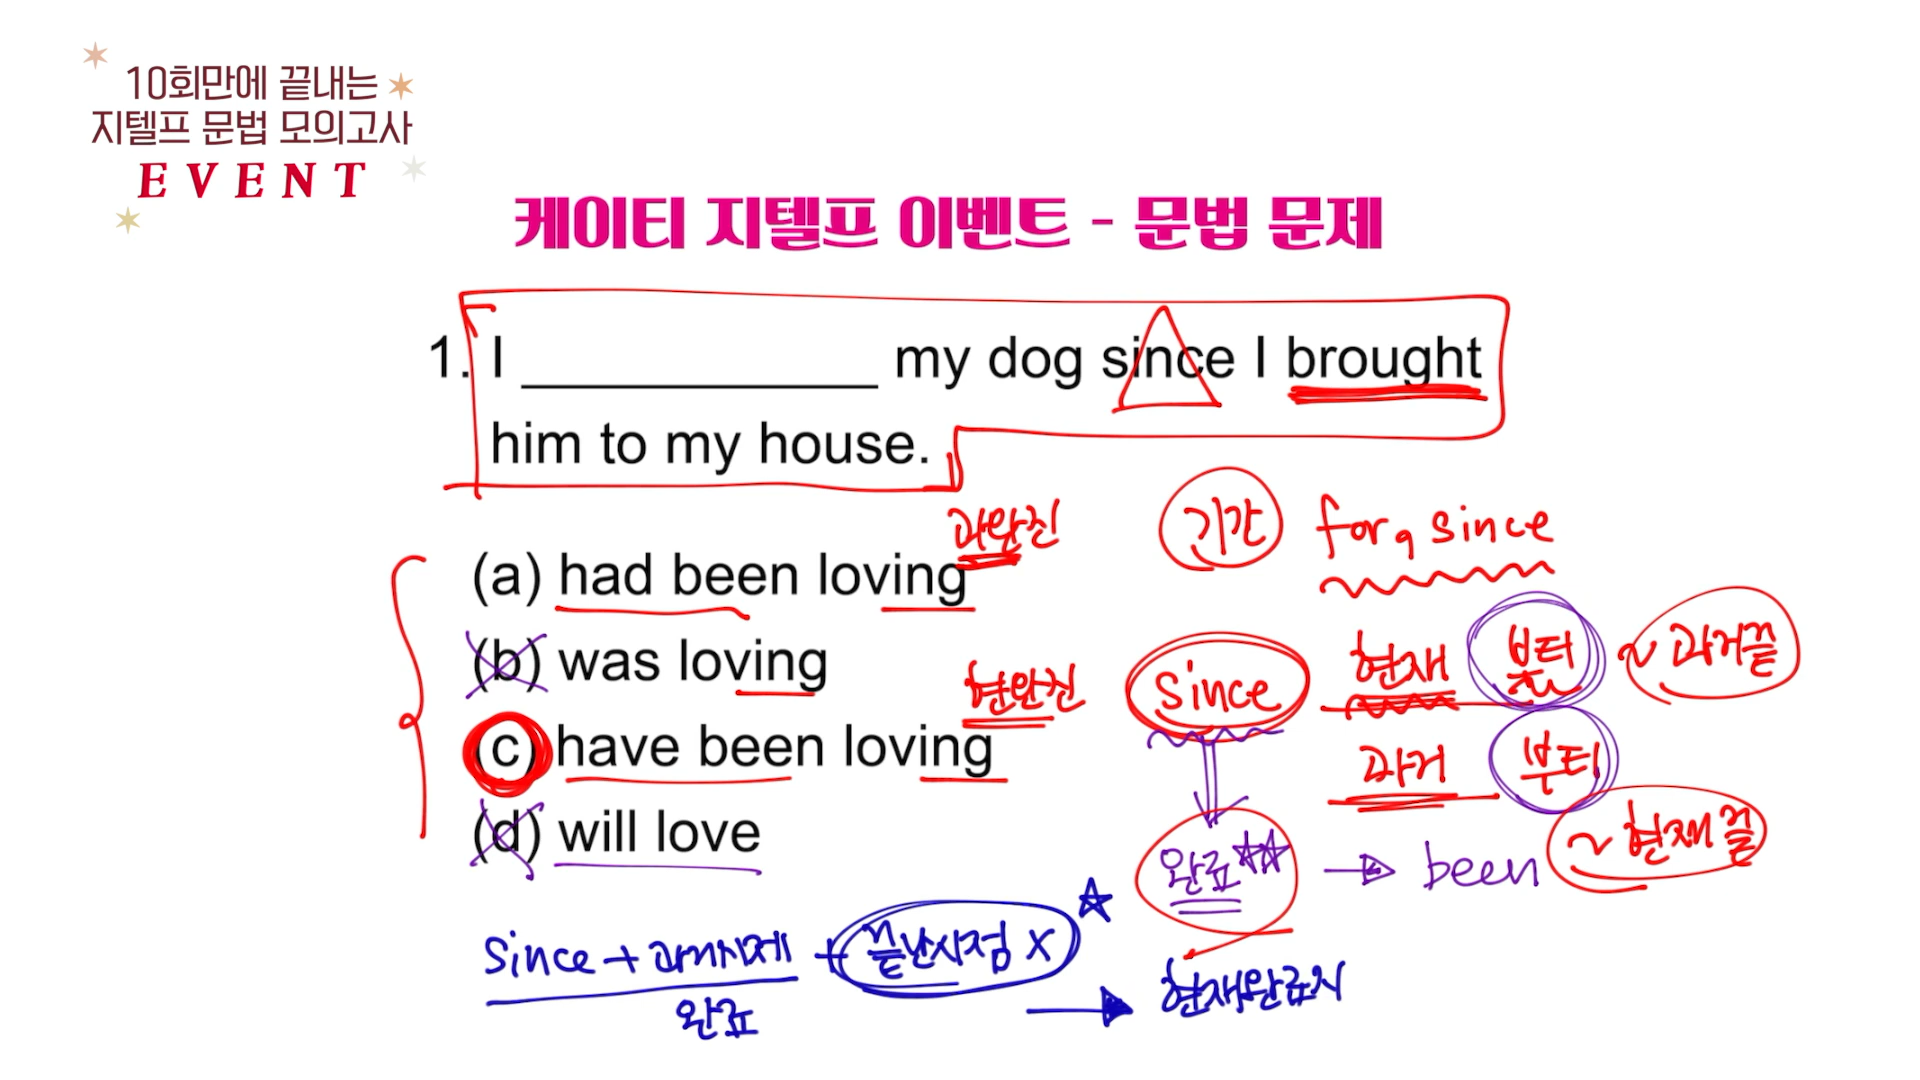 10회만에 끝내는
지텔프 문법 모의고사
EVENT
케이티 지텔프 이벤트 - 문법 문제
1. I ____________ my dog since I brought
him to my house.
과완진
기간 for, since
(a) had been loving
(b) was loving
현완진
since 현재 부터 ~ 과거끝
과거 부터 ~ 현재끝
(c) have been loving
(d) will love
완료 → been
since + 과거시제 + 끝난시점 X → 현재완료시
완료